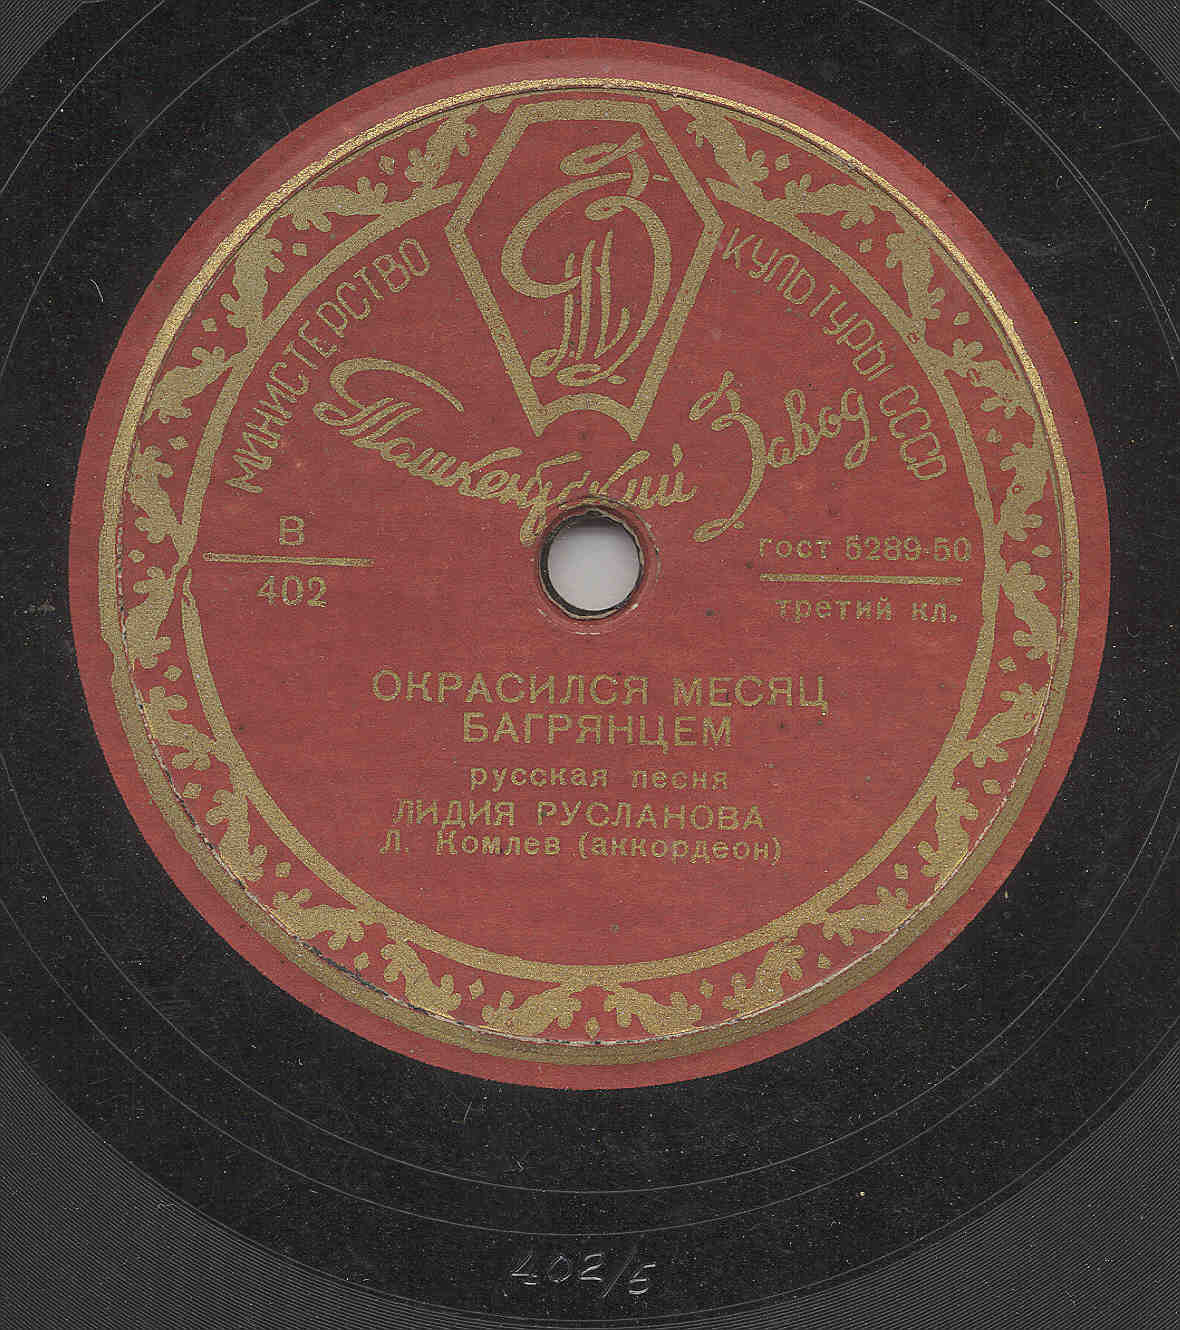 МИНИСТЕРСТВО КУЛЬТУРЫ СССР
Ташкентский Завод
В
402
гост 5289-50
третий кл.
ОКРАСИЛСЯ МЕСЯЦ
БАГРЯНЦЕМ
русская песня
ЛИДИЯ РУСЛАНОВА
Л. Комлев (аккордеон)
402/5